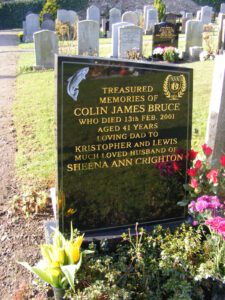 TREASURED
MEMORIES OF
COLIN JAMES BRUCE
WHO DIED 13th FEB. 2001
AGED 41 YEARS
LOVING DAD TO
KRISTOPHER AND LEWIS
MUCH LOVED HUSBAND OF
SHEENA ANN CRIGHTON